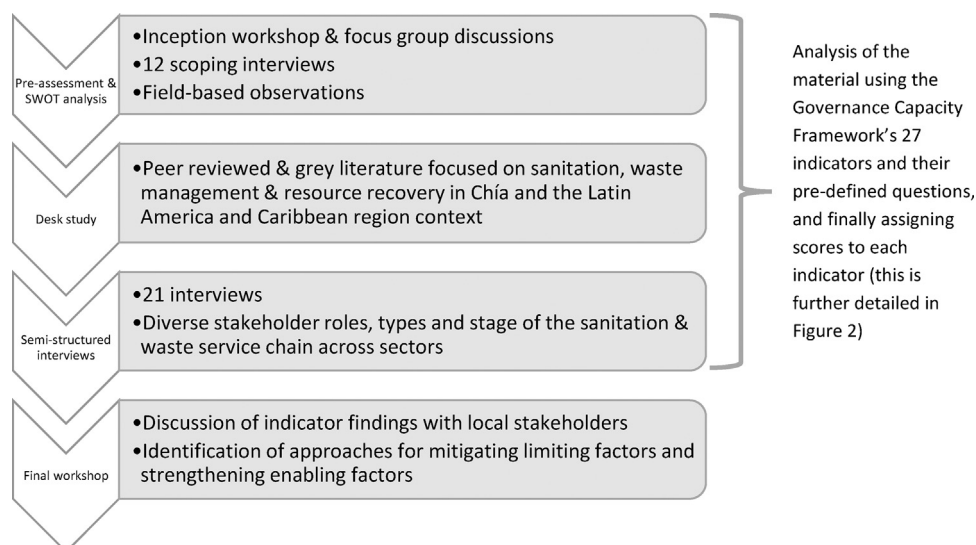 Pre-assessment &
SWOT analysis
•Inception workshop & focus group discussions
•12 scoping interviews
•Field-based observations
Desk study
•Peer reviewed & grey literature focused on sanitation, waste
management & resource recovery in Chía and the Latin
America and Caribbean region context
Semi-structured
interviews
•21 interviews
•Diverse stakeholder roles, types and stage of the sanitation &
waste service chain across sectors
Final workshop
•Discussion of indicator findings with local stakeholders
•Identification of approaches for mitigating limiting factors and
strengthening enabling factors
Analysis of the
material using the
Governance Capacity
Framework’s 27
indicators and their
pre-defined questions,
and finally assigning
scores to each
indicator (this is
further detailed in
Figure 2)